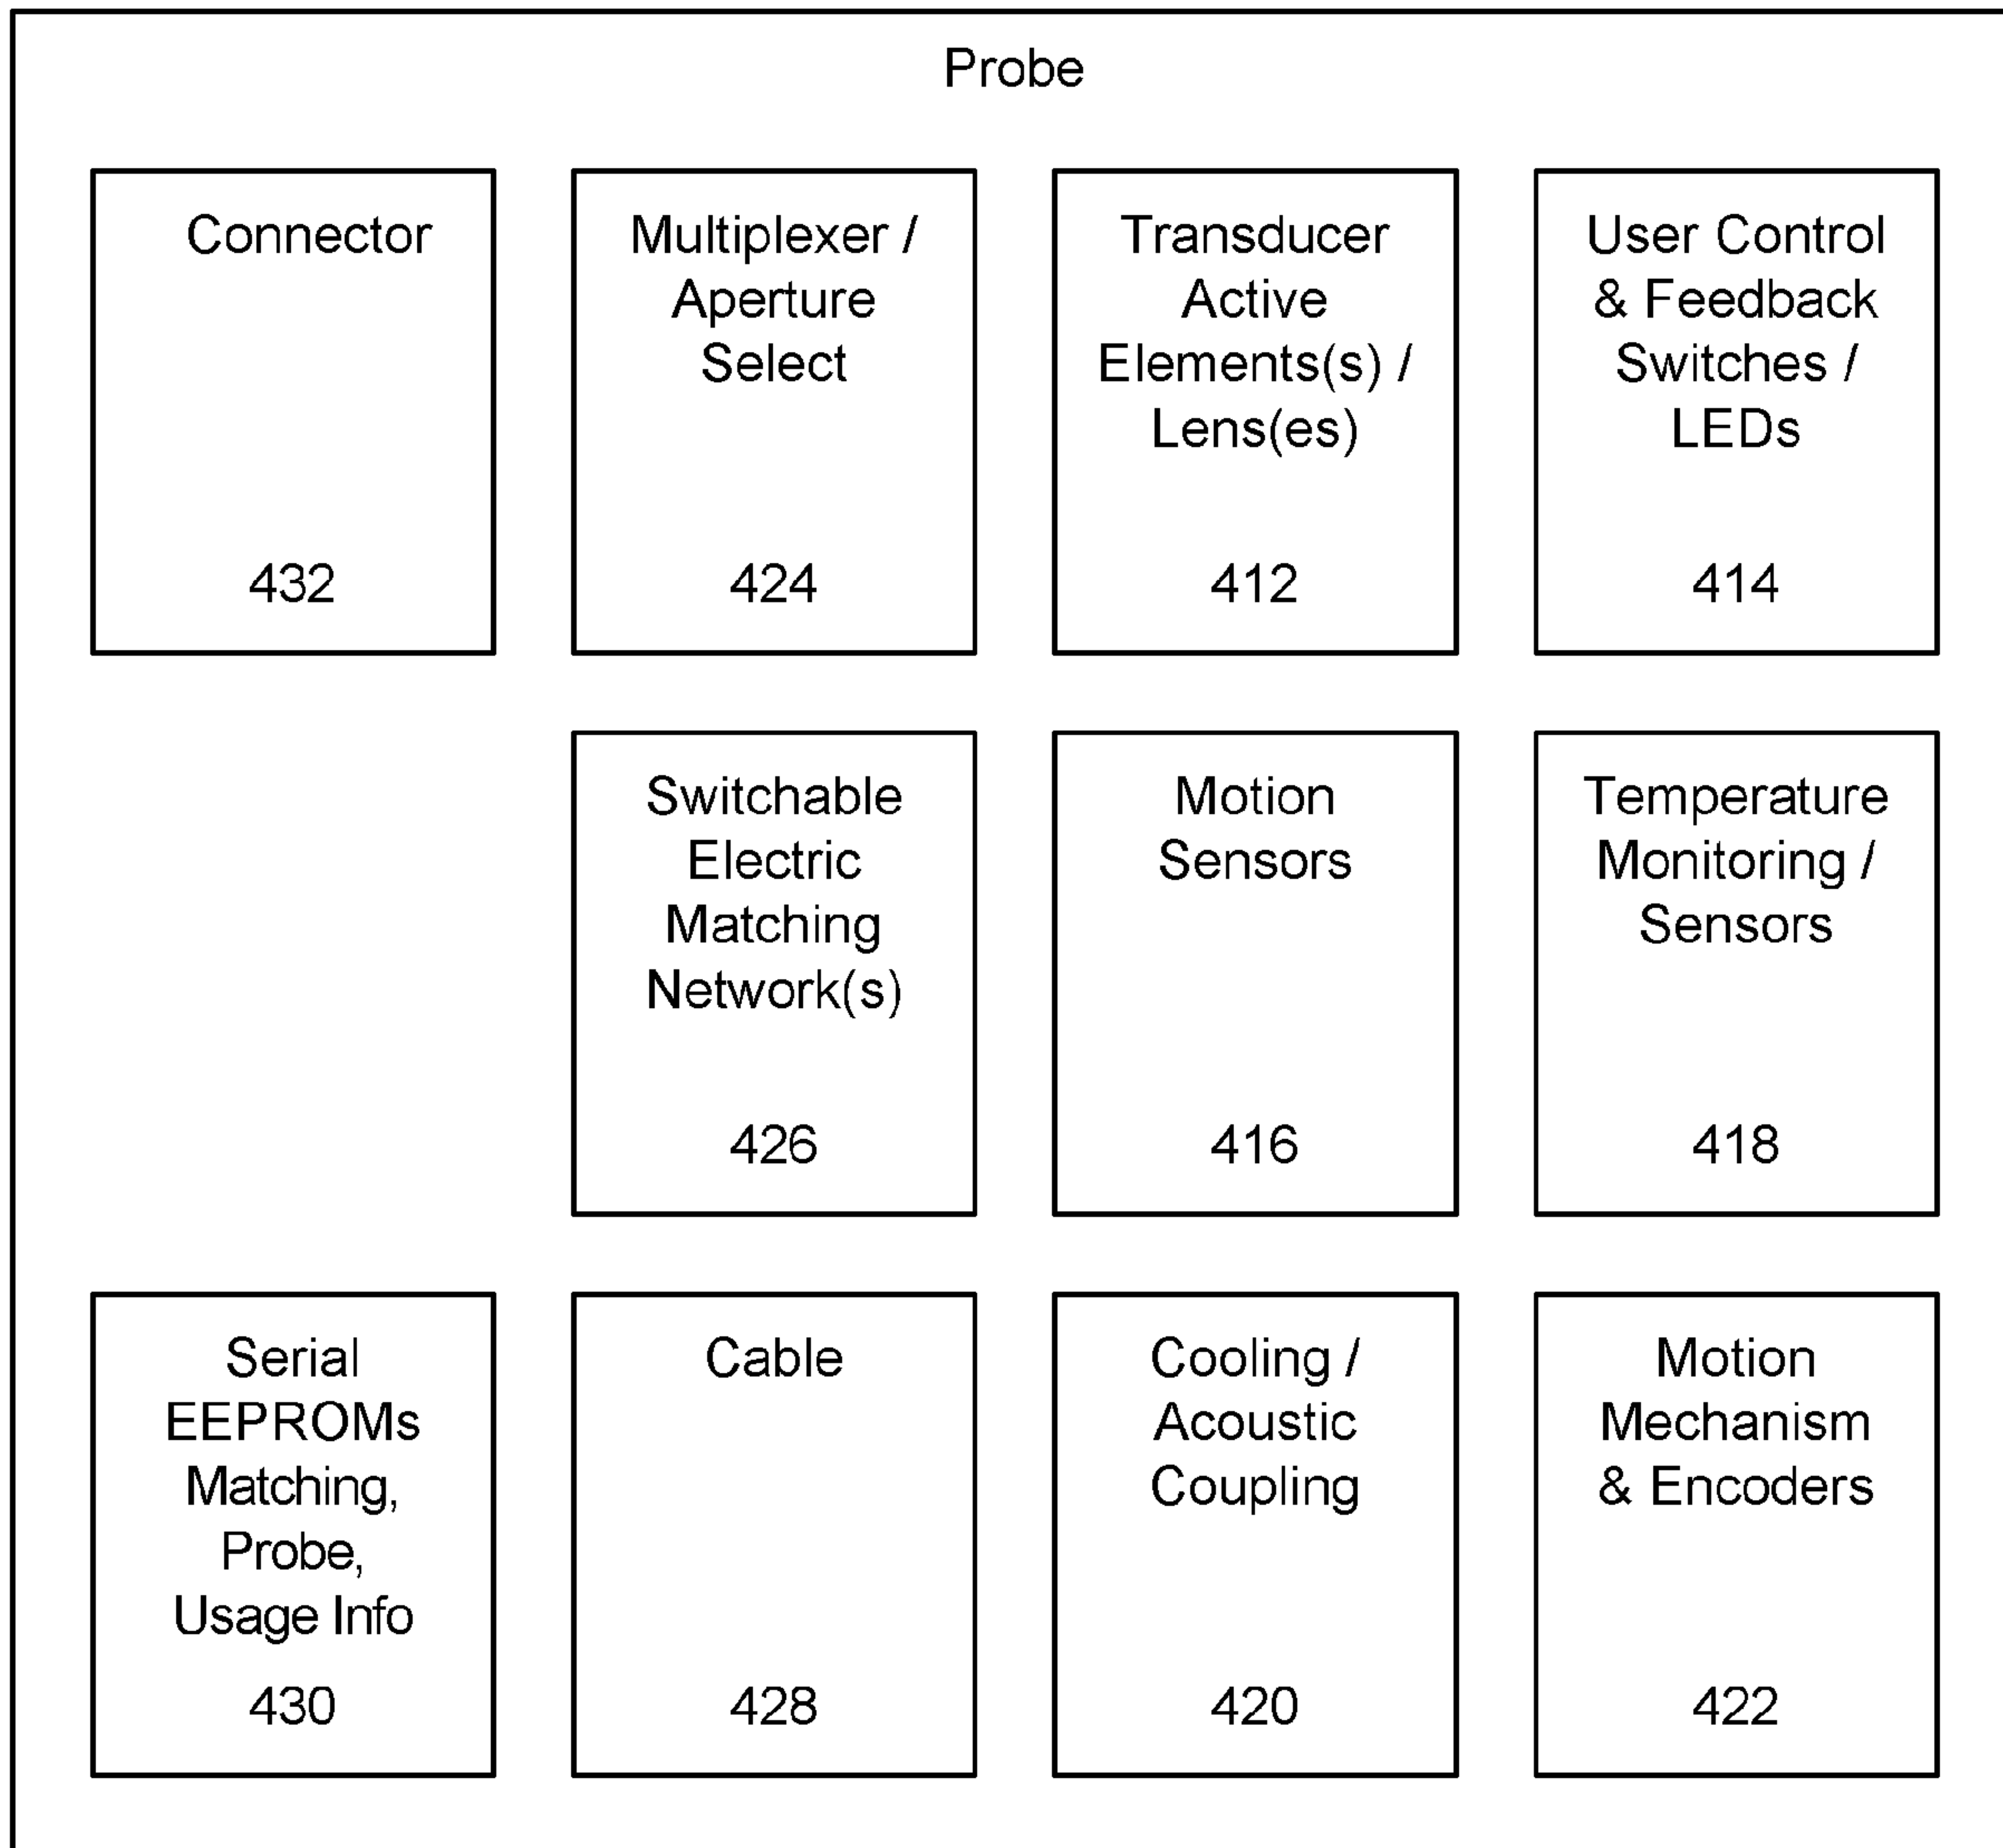 Probe
Connector
432
Multiplexer /
Aperture
Select
424
Transducer
Active
Elements(s) /
Lens(es)
412
User Control
& Feedback
Switches /
LEDs
414
Switchable
Electric
Matching
Network(s)
426
Motion
Sensors
416
Temperature
Monitoring /
Sensors
418
Serial
EEPROMs
Matching,
Probe,
Usage Info
430
Cable
428
Cooling /
Acoustic
Coupling
420
Motion
Mechanism
& Encoders
422